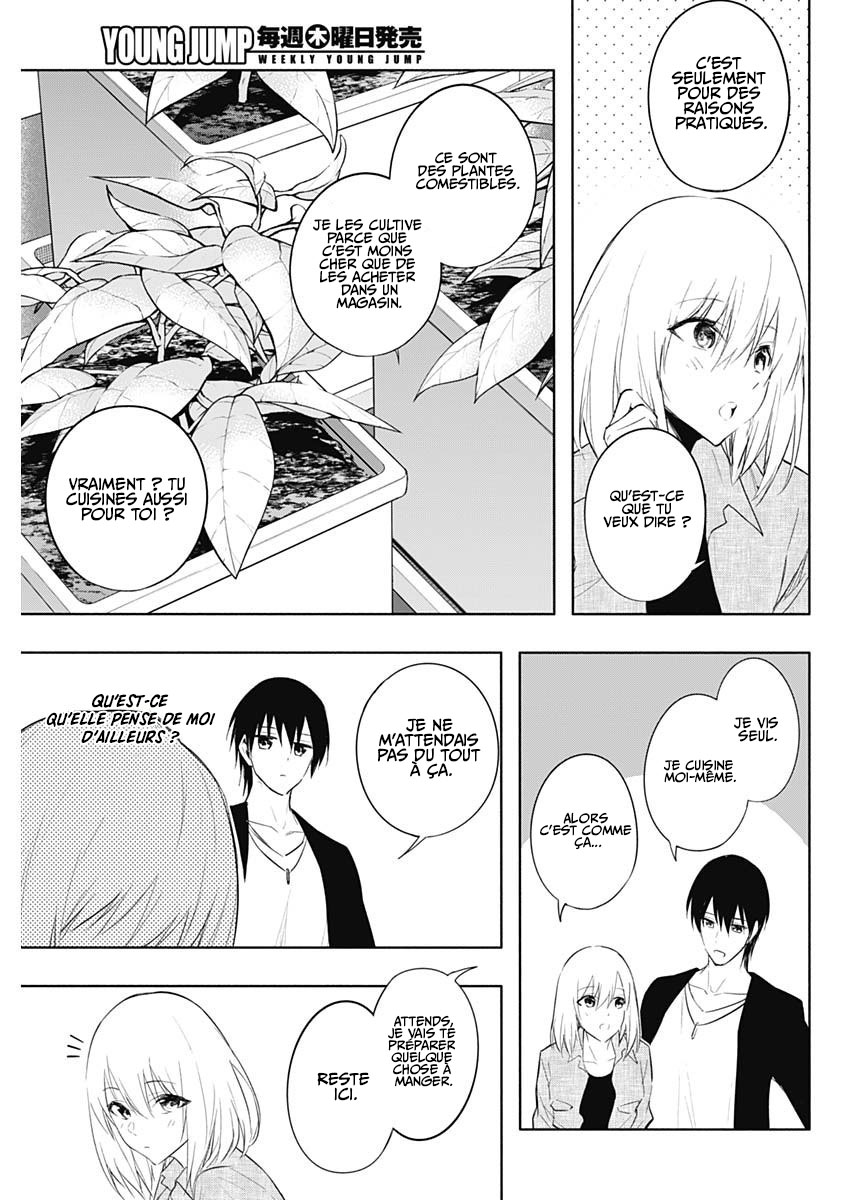 YOUNG JUMP 毎週木曜日発売
WEEKLY YOUNG JUMP
C'EST
SEULEMENT
POUR DES
RAISONS
PRATIQUES.
QU'EST-CE
QUE TU
VEUX DIRE ?
CE SONT
DES PLANTES
COMESTIBLES.
JE LES CULTIVE
PARCE QUE
C'EST MOINS
CHER QUE DE
LES ACHETER
DANS UN
MAGASIN.
VRAIMENT ? TU
CUISINES AUSSI
POUR TOI ?
JE VIS
SEUL.
JE CUISINE
MOI-MÊME.
ALORS
C'EST COMME
ÇA...
JE NE
M'ATTENDAIS
PAS DU TOUT
À ÇA.
QU'EST-CE
QU'ELLE PENSE DE MOI
D'AILLEURS ?
ATTENDS,
JE VAIS TE
PRÉPARER
QUELQUE
CHOSE À
MANGER.
RESTE
ICI.